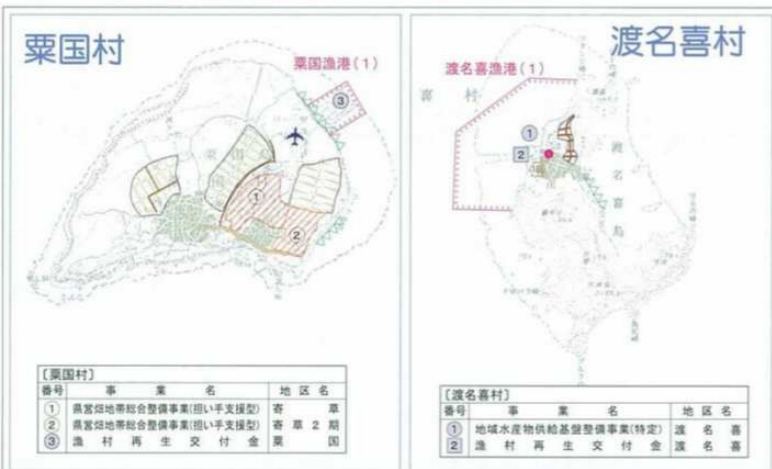 粟国村
粟国漁港(1)
③
①
②
[粟国村]
番号 事業名 地区名
① 県営畑地帯総合整備事業(担い手支援型) 寄草
② 県営畑地帯総合整備事業(担い手支援型) 寄草2期
③ 漁村再生交付金 粟国
渡名喜村
渡名喜漁港(1)
喜村
①
2
渡名喜島
[渡名喜村]
番号 事業名 地区名
① 地域水産物供給基盤整備事業(特定) 渡名喜
2 漁村再生交付金 渡名喜